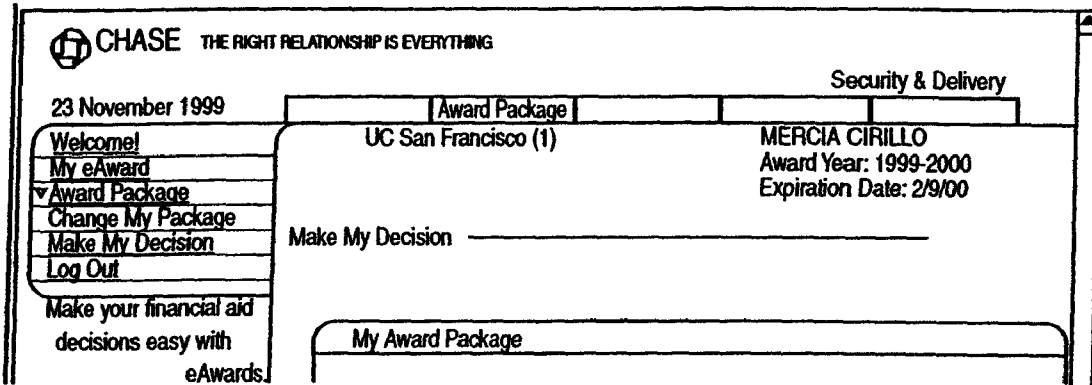 CHASE THE RIGHT RELATIONSHIP IS EVERYTHING
Security & Delivery
23 November 1999
Award Package
Welcome!
My eAward
Award Package
Change My Package
Make My Decision
Log Out
Make your financial aid
decisions easy with
eAwards.
UC San Francisco (1)
MERCIA CIRILLO
Award Year: 1999-2000
Expiration Date: 2/9/00
Make My Decision
My Award Package